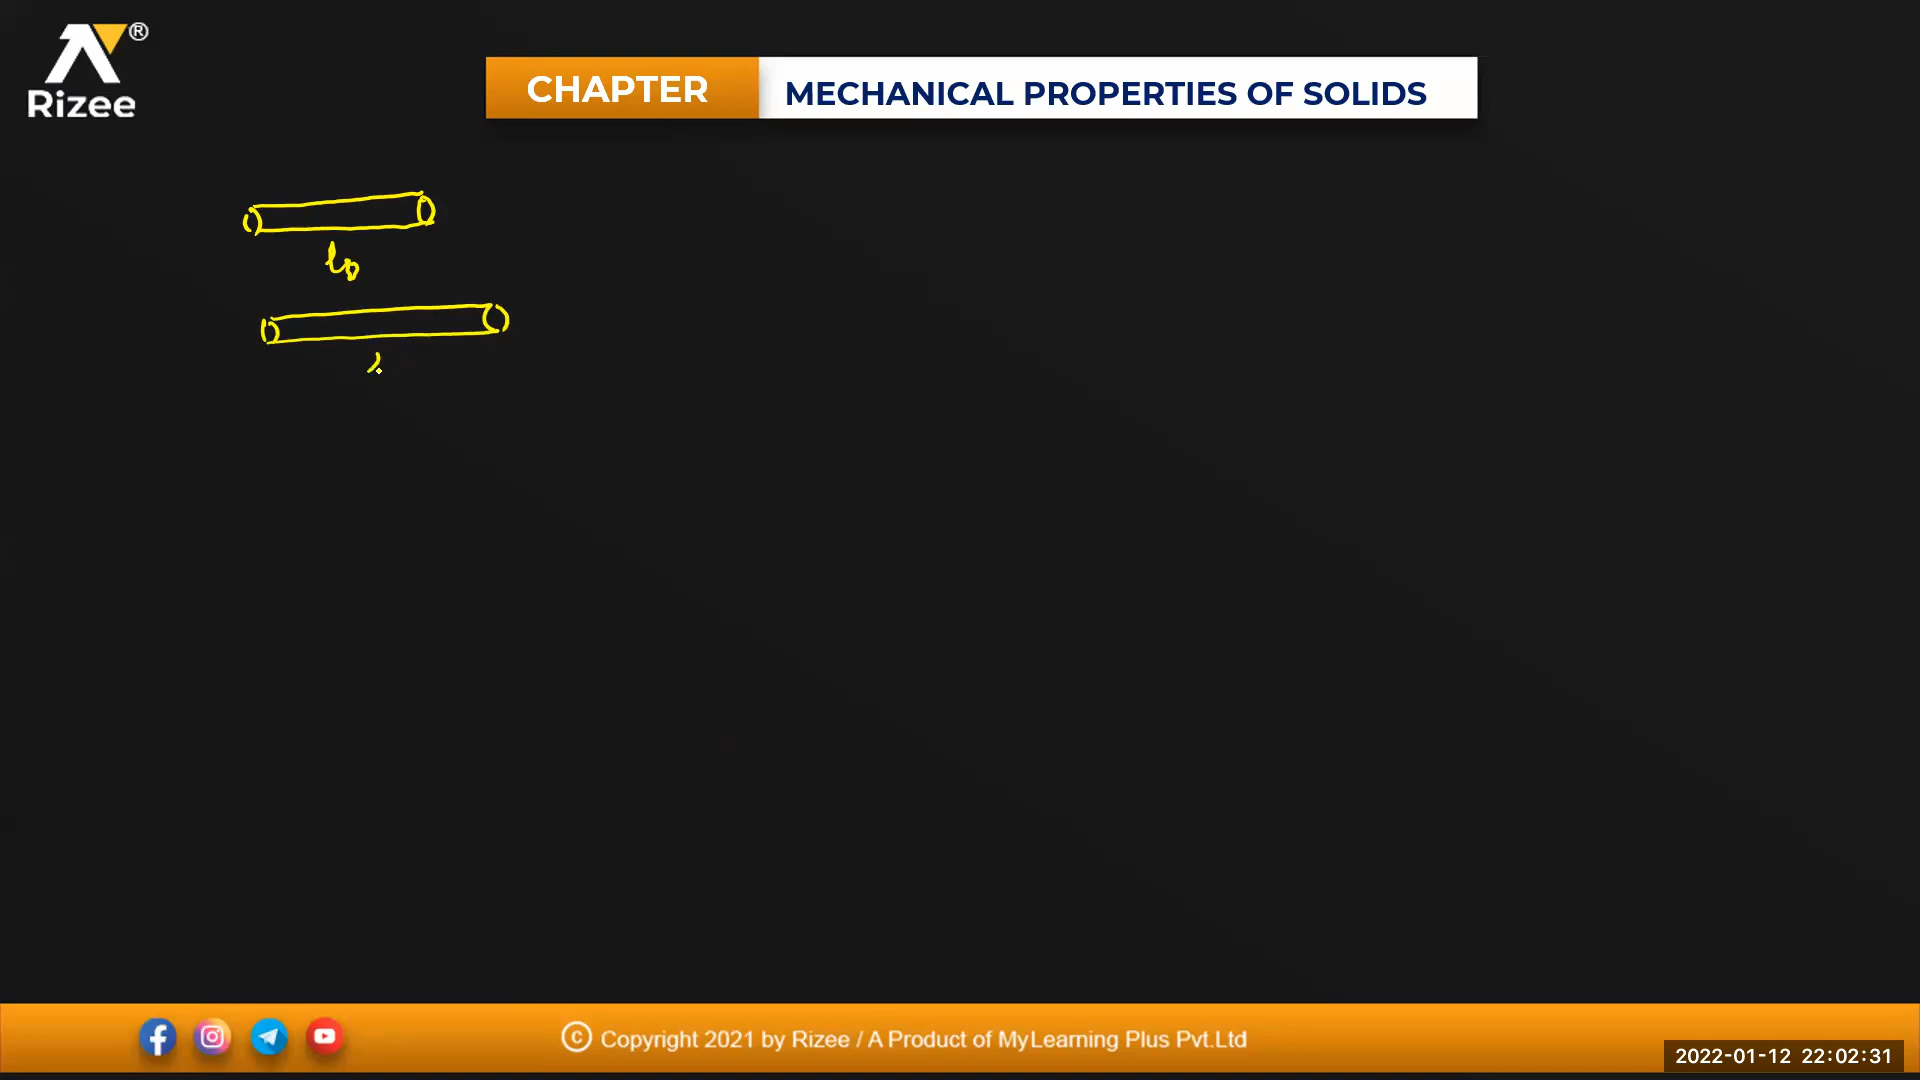 ®
Rizee
CHAPTER MECHANICAL PROPERTIES OF SOLIDS
l₀
© Copyright 2021 by Rizee / A Product of MyLearning Plus Pvt.Ltd
2022-01-12 22:02:31